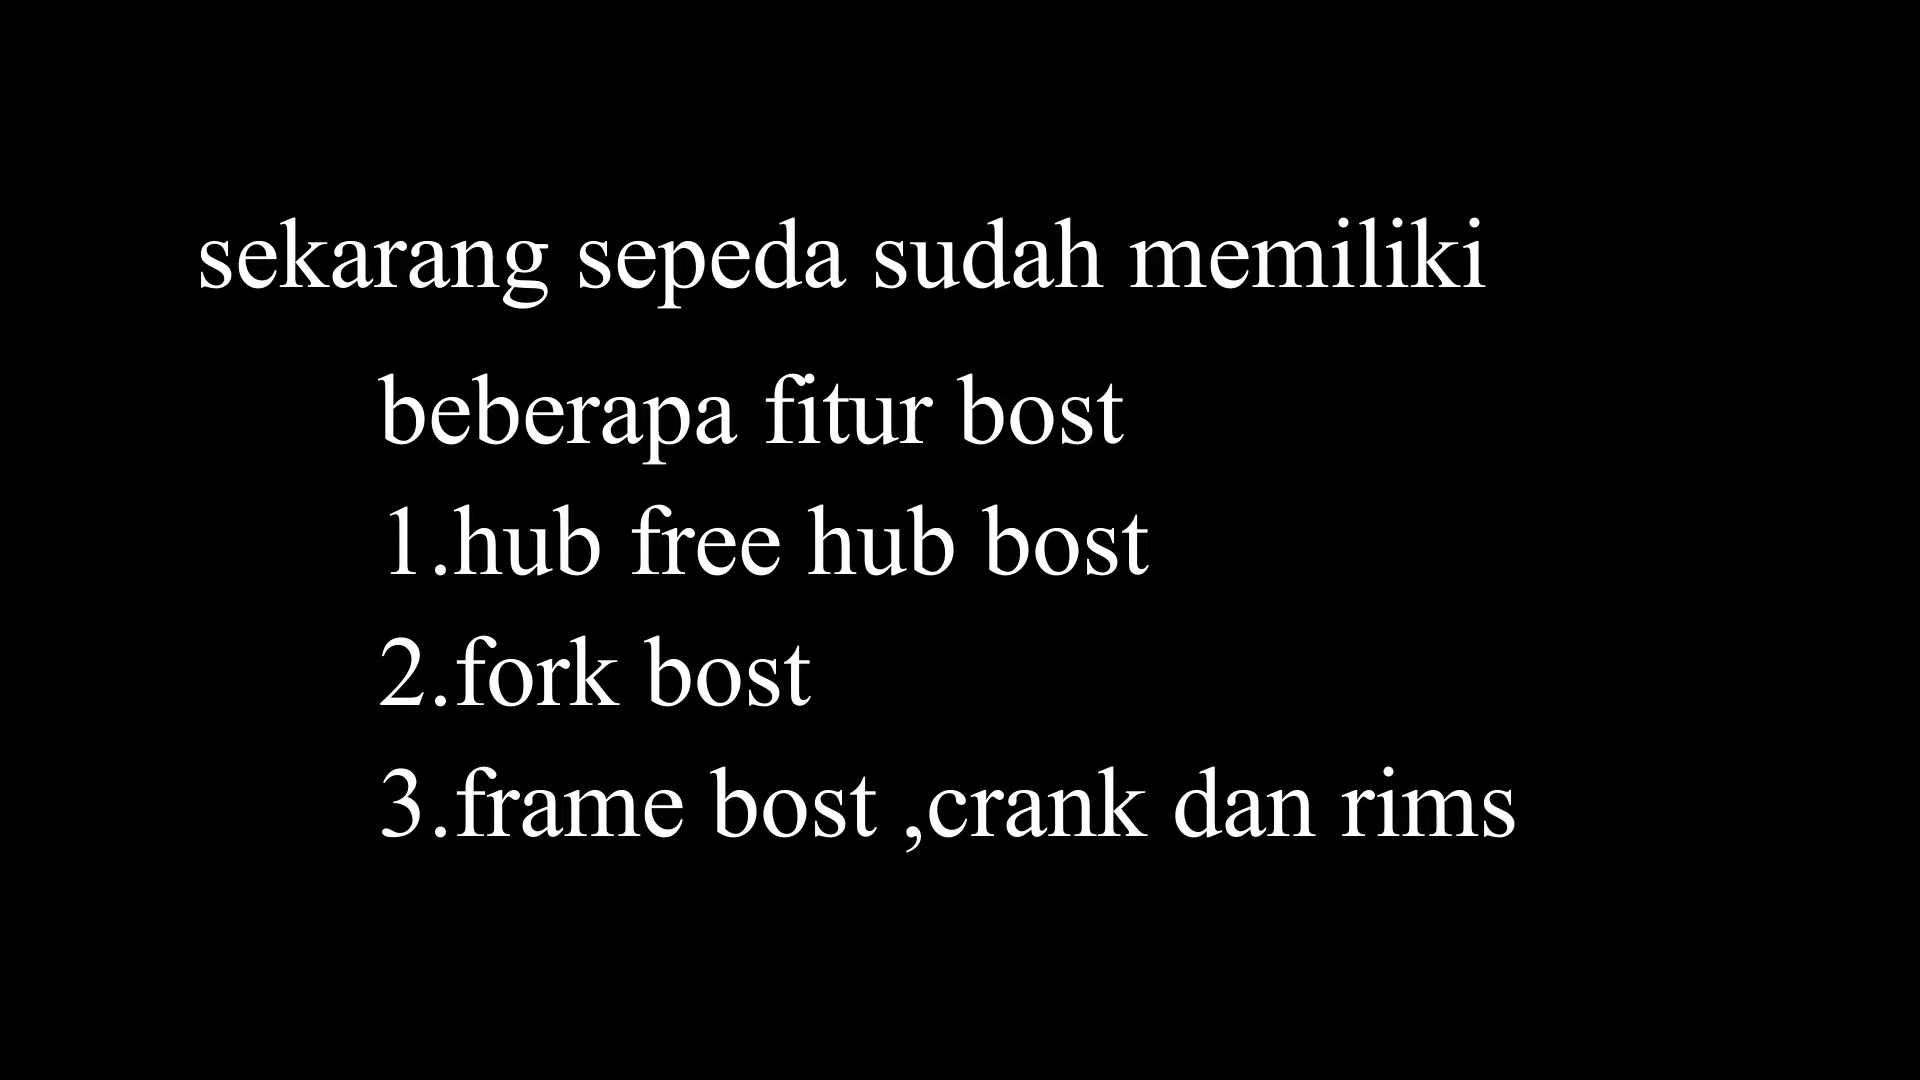 sekarang sepeda sudah memiliki
beberapa fitur bost
1.hub free hub bost
2.fork bost
3.frame bost ,crank dan rims